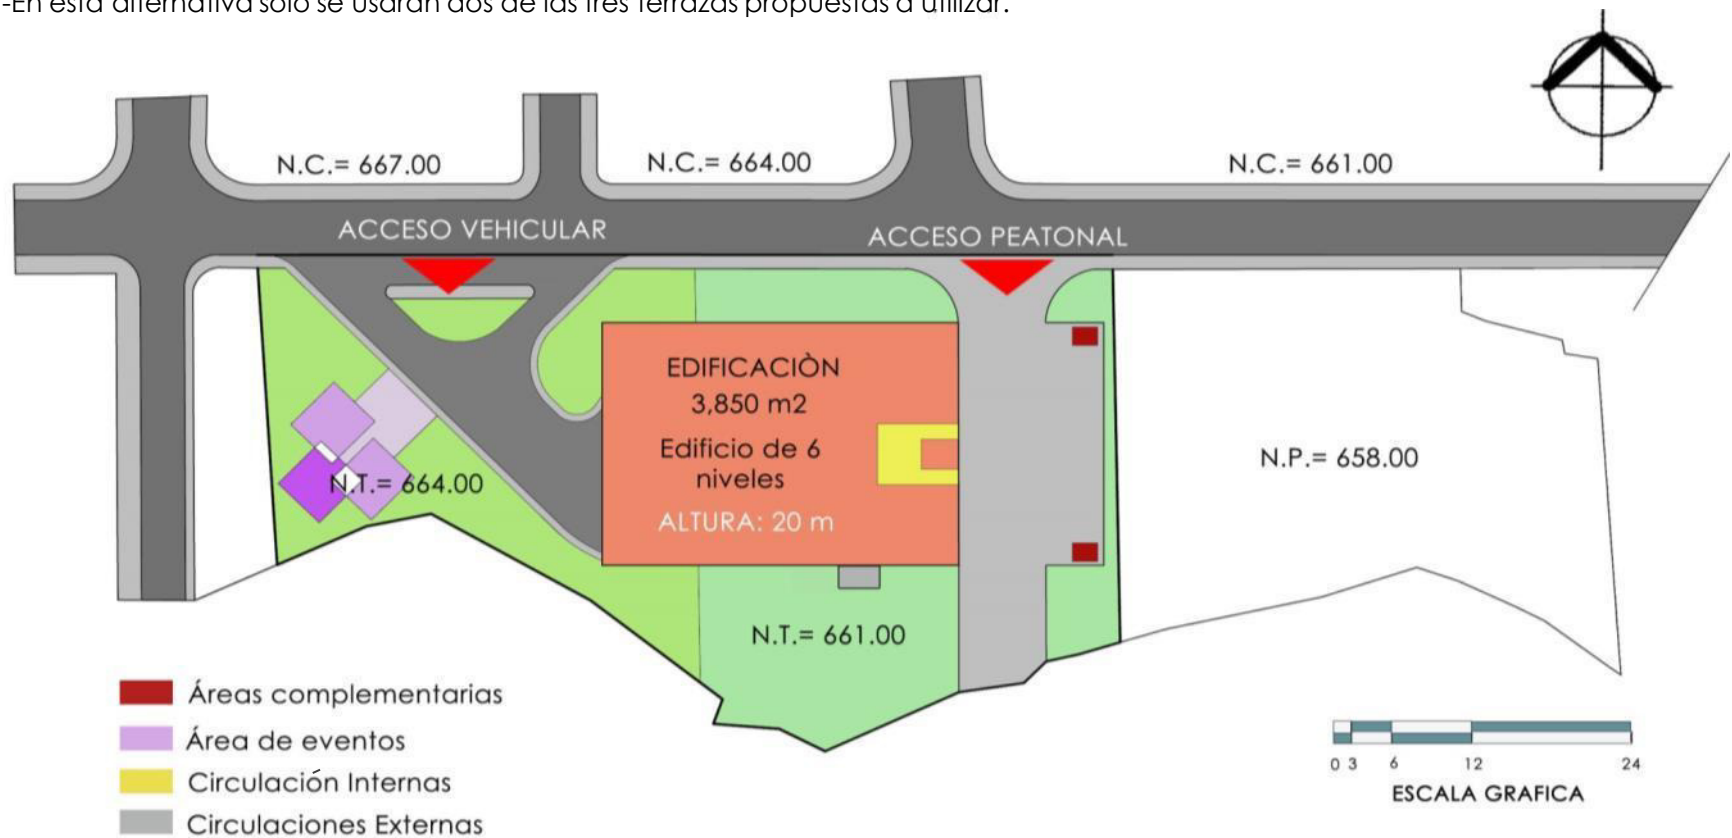 -En esta alternativa solo se usaran dos de las tres terrazas propuestas a utilizar.
N.C.= 667.00
N.C.= 664.00
N.C.= 661.00
ACCESO VEHICULAR
ACCESO PEATONAL
EDIFICACIÒN
3,850 m2
Edificio de 6
niveles
ALTURA: 20 m
N.T.= 664.00
N.P.= 658.00
N.T.= 661.00
Áreas complementarias
Área de eventos
Circulación Internas
Circulaciones Externas
0 3 6 12 24
ESCALA GRAFICA